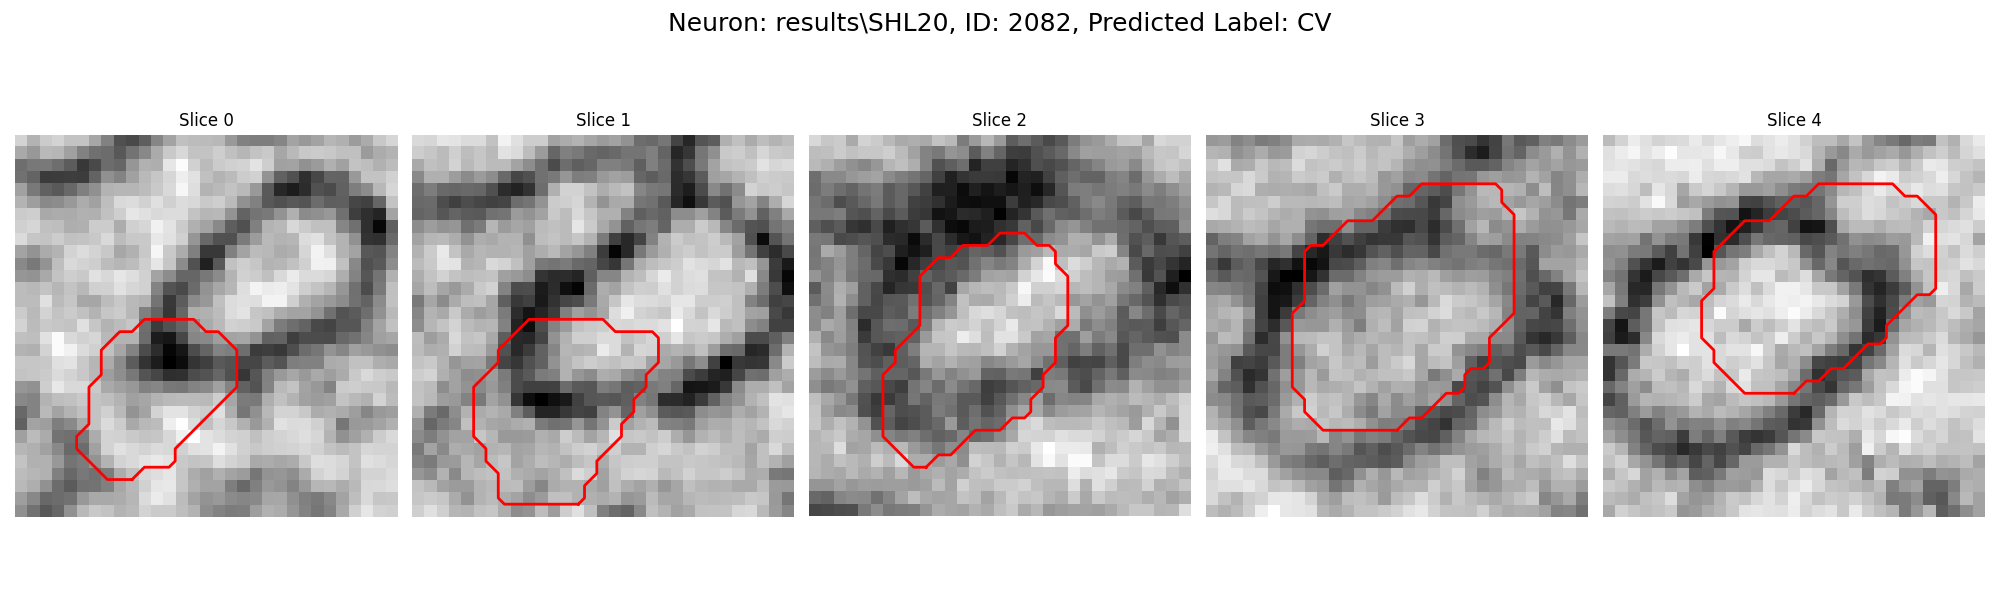 Neuron: results\SHL20, ID: 2082, Predicted Label: CV
Slice 0
Slice 1
Slice 2
Slice 3
Slice 4